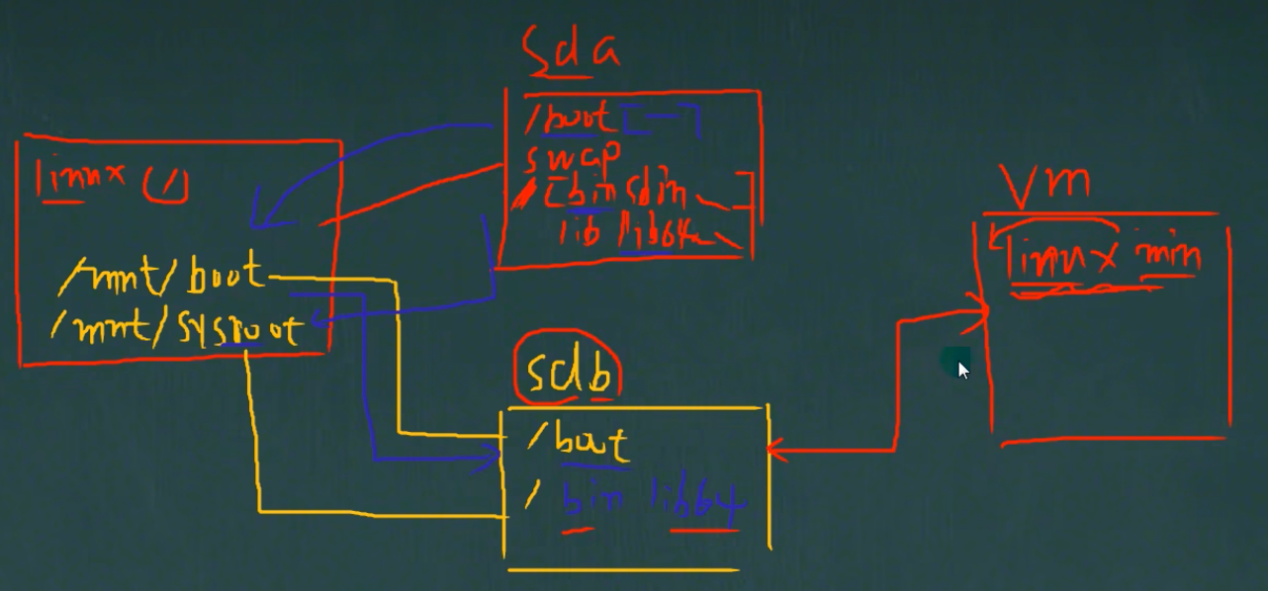 linux (/)
/mnt/boot
/mnt/sysroot
sda
/boot [—]
swap
/ [bin sbin
lib lib64
sdb
/boot
/ bin lib64
Vm
linux min